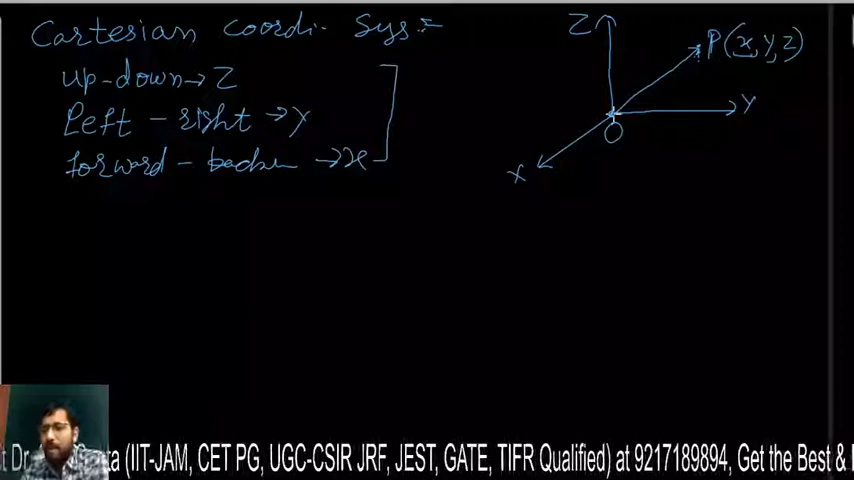 Cartesian coordi- Sys:-
up-down → Z
left - right → y
forward - → x
Z
P(x, y, z)
Y
O
X
ta (IIT-JAM, CET PG, UGC-CSIR JRF, JEST, GATE, TIFR Qualified) at 9217189894, Get the Best &